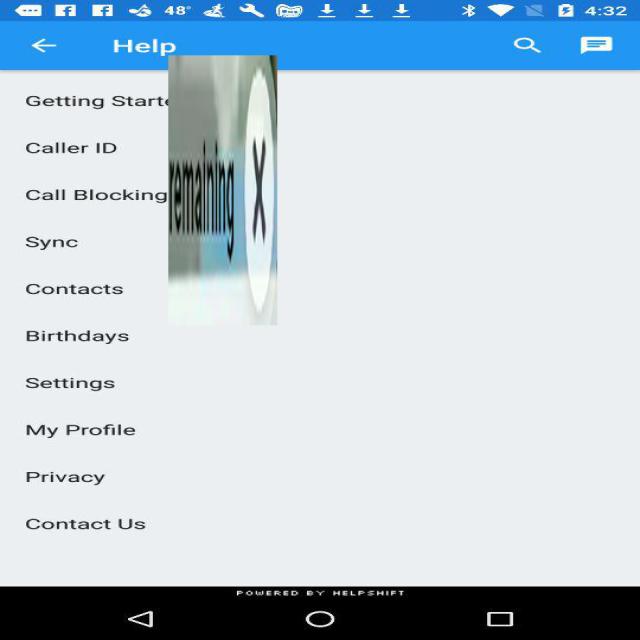 48° 4:32
Help
Getting Starte
Caller ID
Call Blocking
Sync
Contacts
Birthdays
Settings
My Profile
Privacy
Contact Us
remaining X
POWERED BY HELPSHIFT